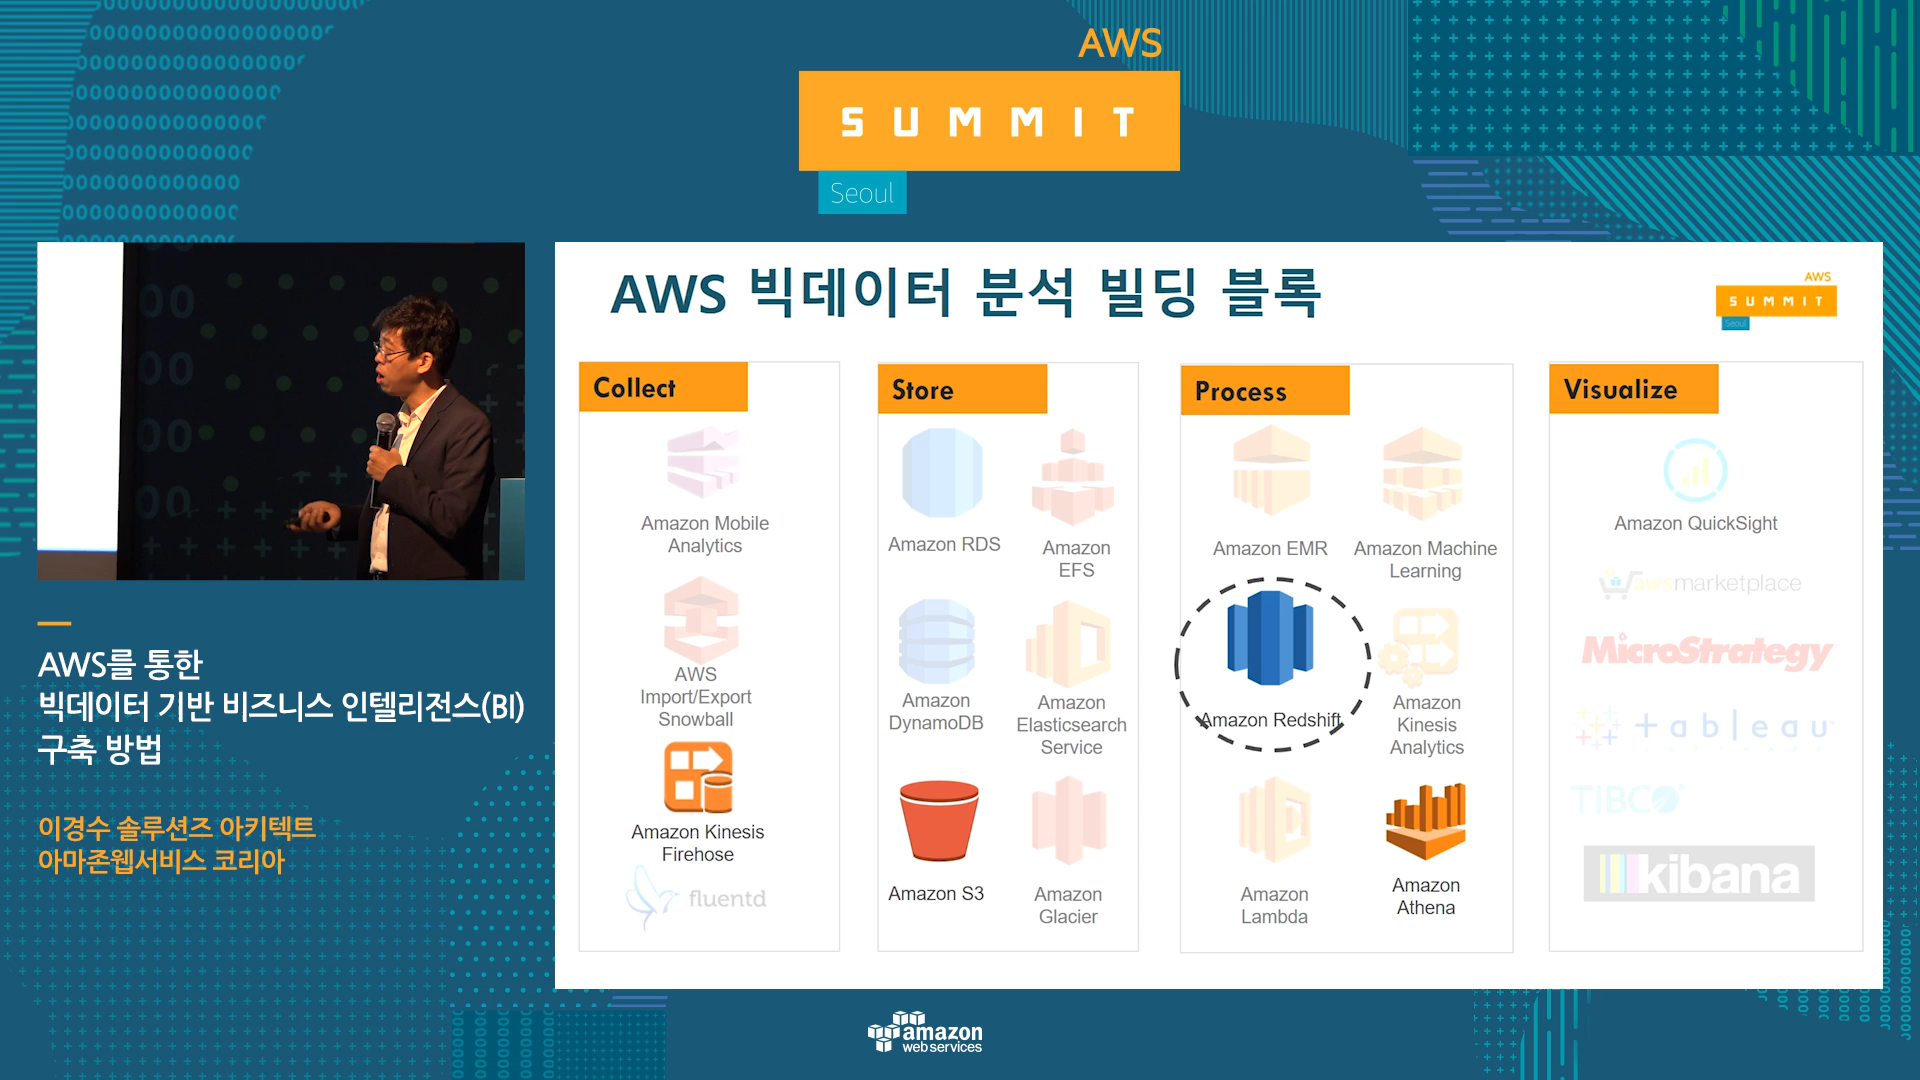 AWS
SUMMIT
Seoul
AWS를 통한
빅데이터 기반 비즈니스 인텔리전스(BI)
구축 방법
이경수 솔루션즈 아키텍트
아마존웹서비스 코리아
AWS 빅데이터 분석 빌딩 블록
AWS
SUMMIT
Seoul
Collect
Amazon Mobile
Analytics
AWS
Import/Export
Snowball
Amazon Kinesis
Firehose
fluentd
Store
Amazon RDS
Amazon
EFS
Amazon
DynamoDB
Amazon
Elasticsearch
Service
Amazon S3
Amazon
Glacier
Process
Amazon EMR
Amazon Machine
Learning
Amazon Redshift
Amazon
Kinesis
Analytics
Amazon
Lambda
Amazon
Athena
Visualize
Amazon QuickSight
awsmarketplace
MicroStrategy
tableau
TIBCO
kibana
amazon
webservices